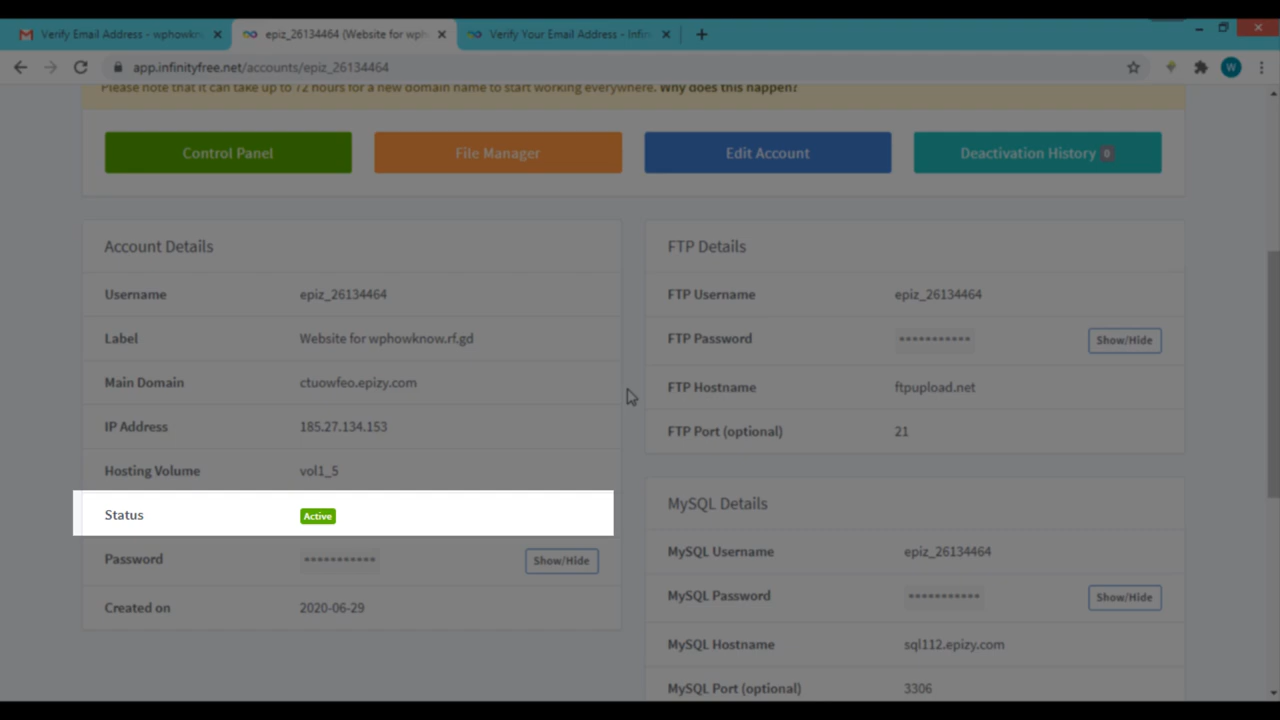 Verify Email Address - wphowkn
epiz_26134464 (Website for wph
Verify Your Email Address - Infin
app.infinityfree.net/accounts/epiz_26134464
W
Please note that it can take up to 72 hours for a new domain name to start working everywhere. Why does this happen?
Control Panel
File Manager
Edit Account
Deactivation History 0
Account Details
Username epiz_26134464
Label Website for wphowknow.rf.gd
Main Domain ctuowfeo.epizy.com
IP Address 185.27.134.153
Hosting Volume vol1_5
Status Active
Password *********** Show/Hide
Created on 2020-06-29
FTP Details
FTP Username epiz_26134464
FTP Password *********** Show/Hide
FTP Hostname ftpupload.net
FTP Port (optional) 21
MySQL Details
MySQL Username epiz_26134464
MySQL Password *********** Show/Hide
MySQL Hostname sql112.epizy.com
MySQL Port (optional) 3306